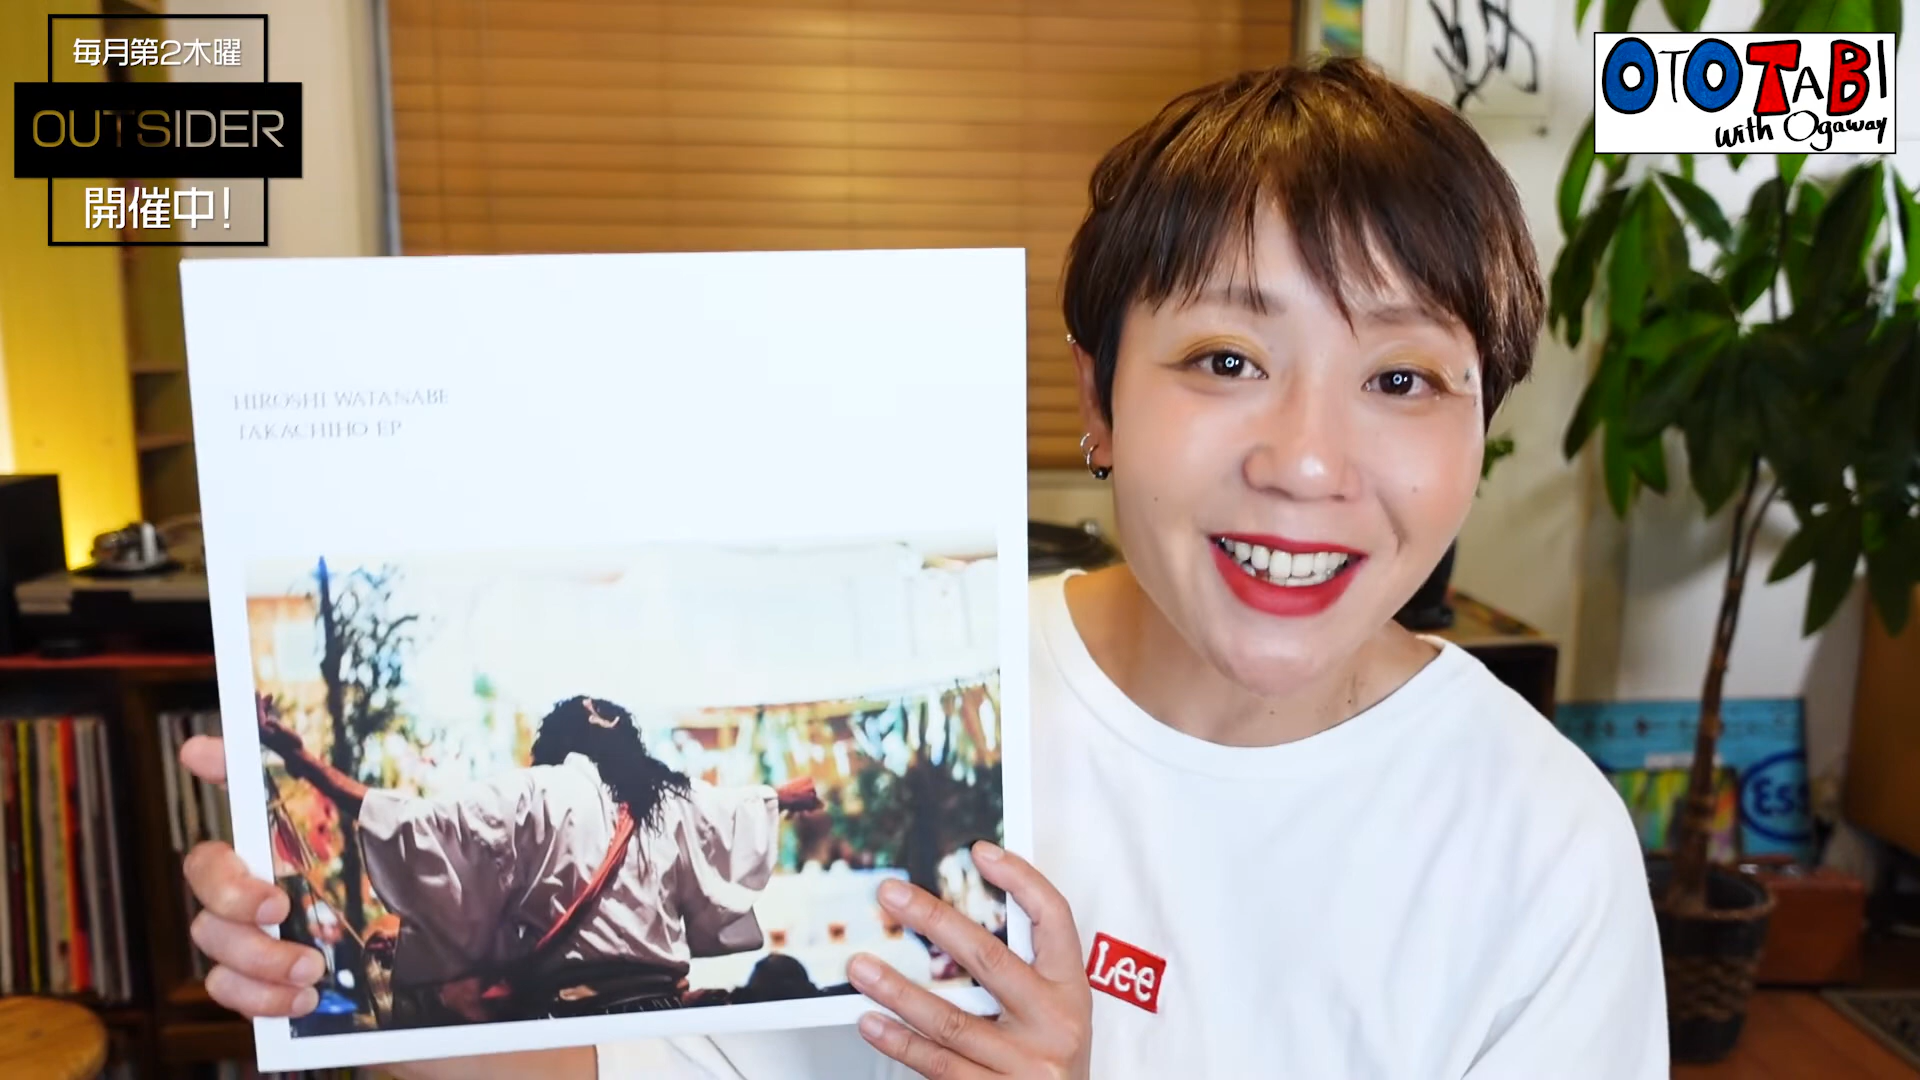 毎月第2木曜
OUTSIDER
開催中!
OTOTABI
with Ogaway
HIROSHI WATANABE
TAKACHIHO EP
Lee